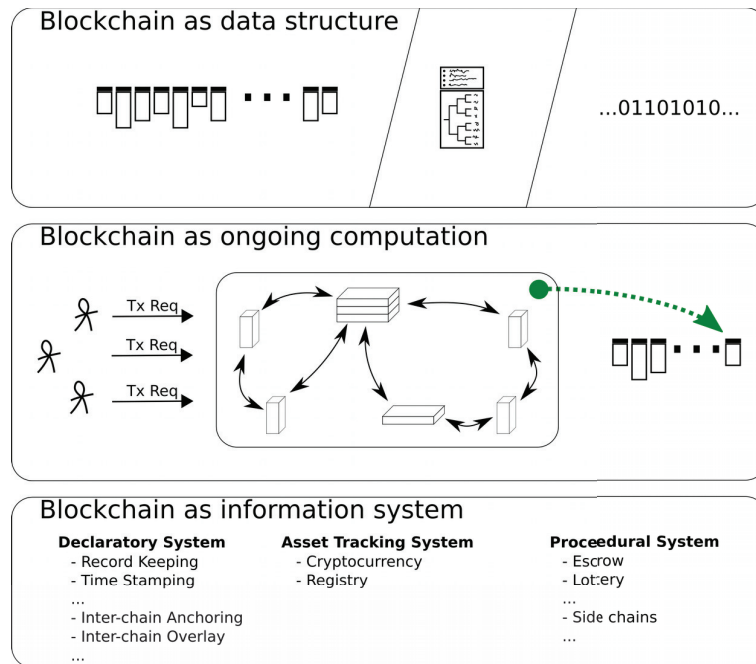 Blockchain as data structure
...01101010...
Blockchain as ongoing computation
Tx Req
Tx Req
Tx Req
Blockchain as information system
Declaratory System
- Record Keeping
- Time Stamping
...
- Inter-chain Anchoring
- Inter-chain Overlay
...
Asset Tracking System
- Cryptocurrency
- Registry
Procedural System
- Escrow
- Lottery
...
- Side chains
...